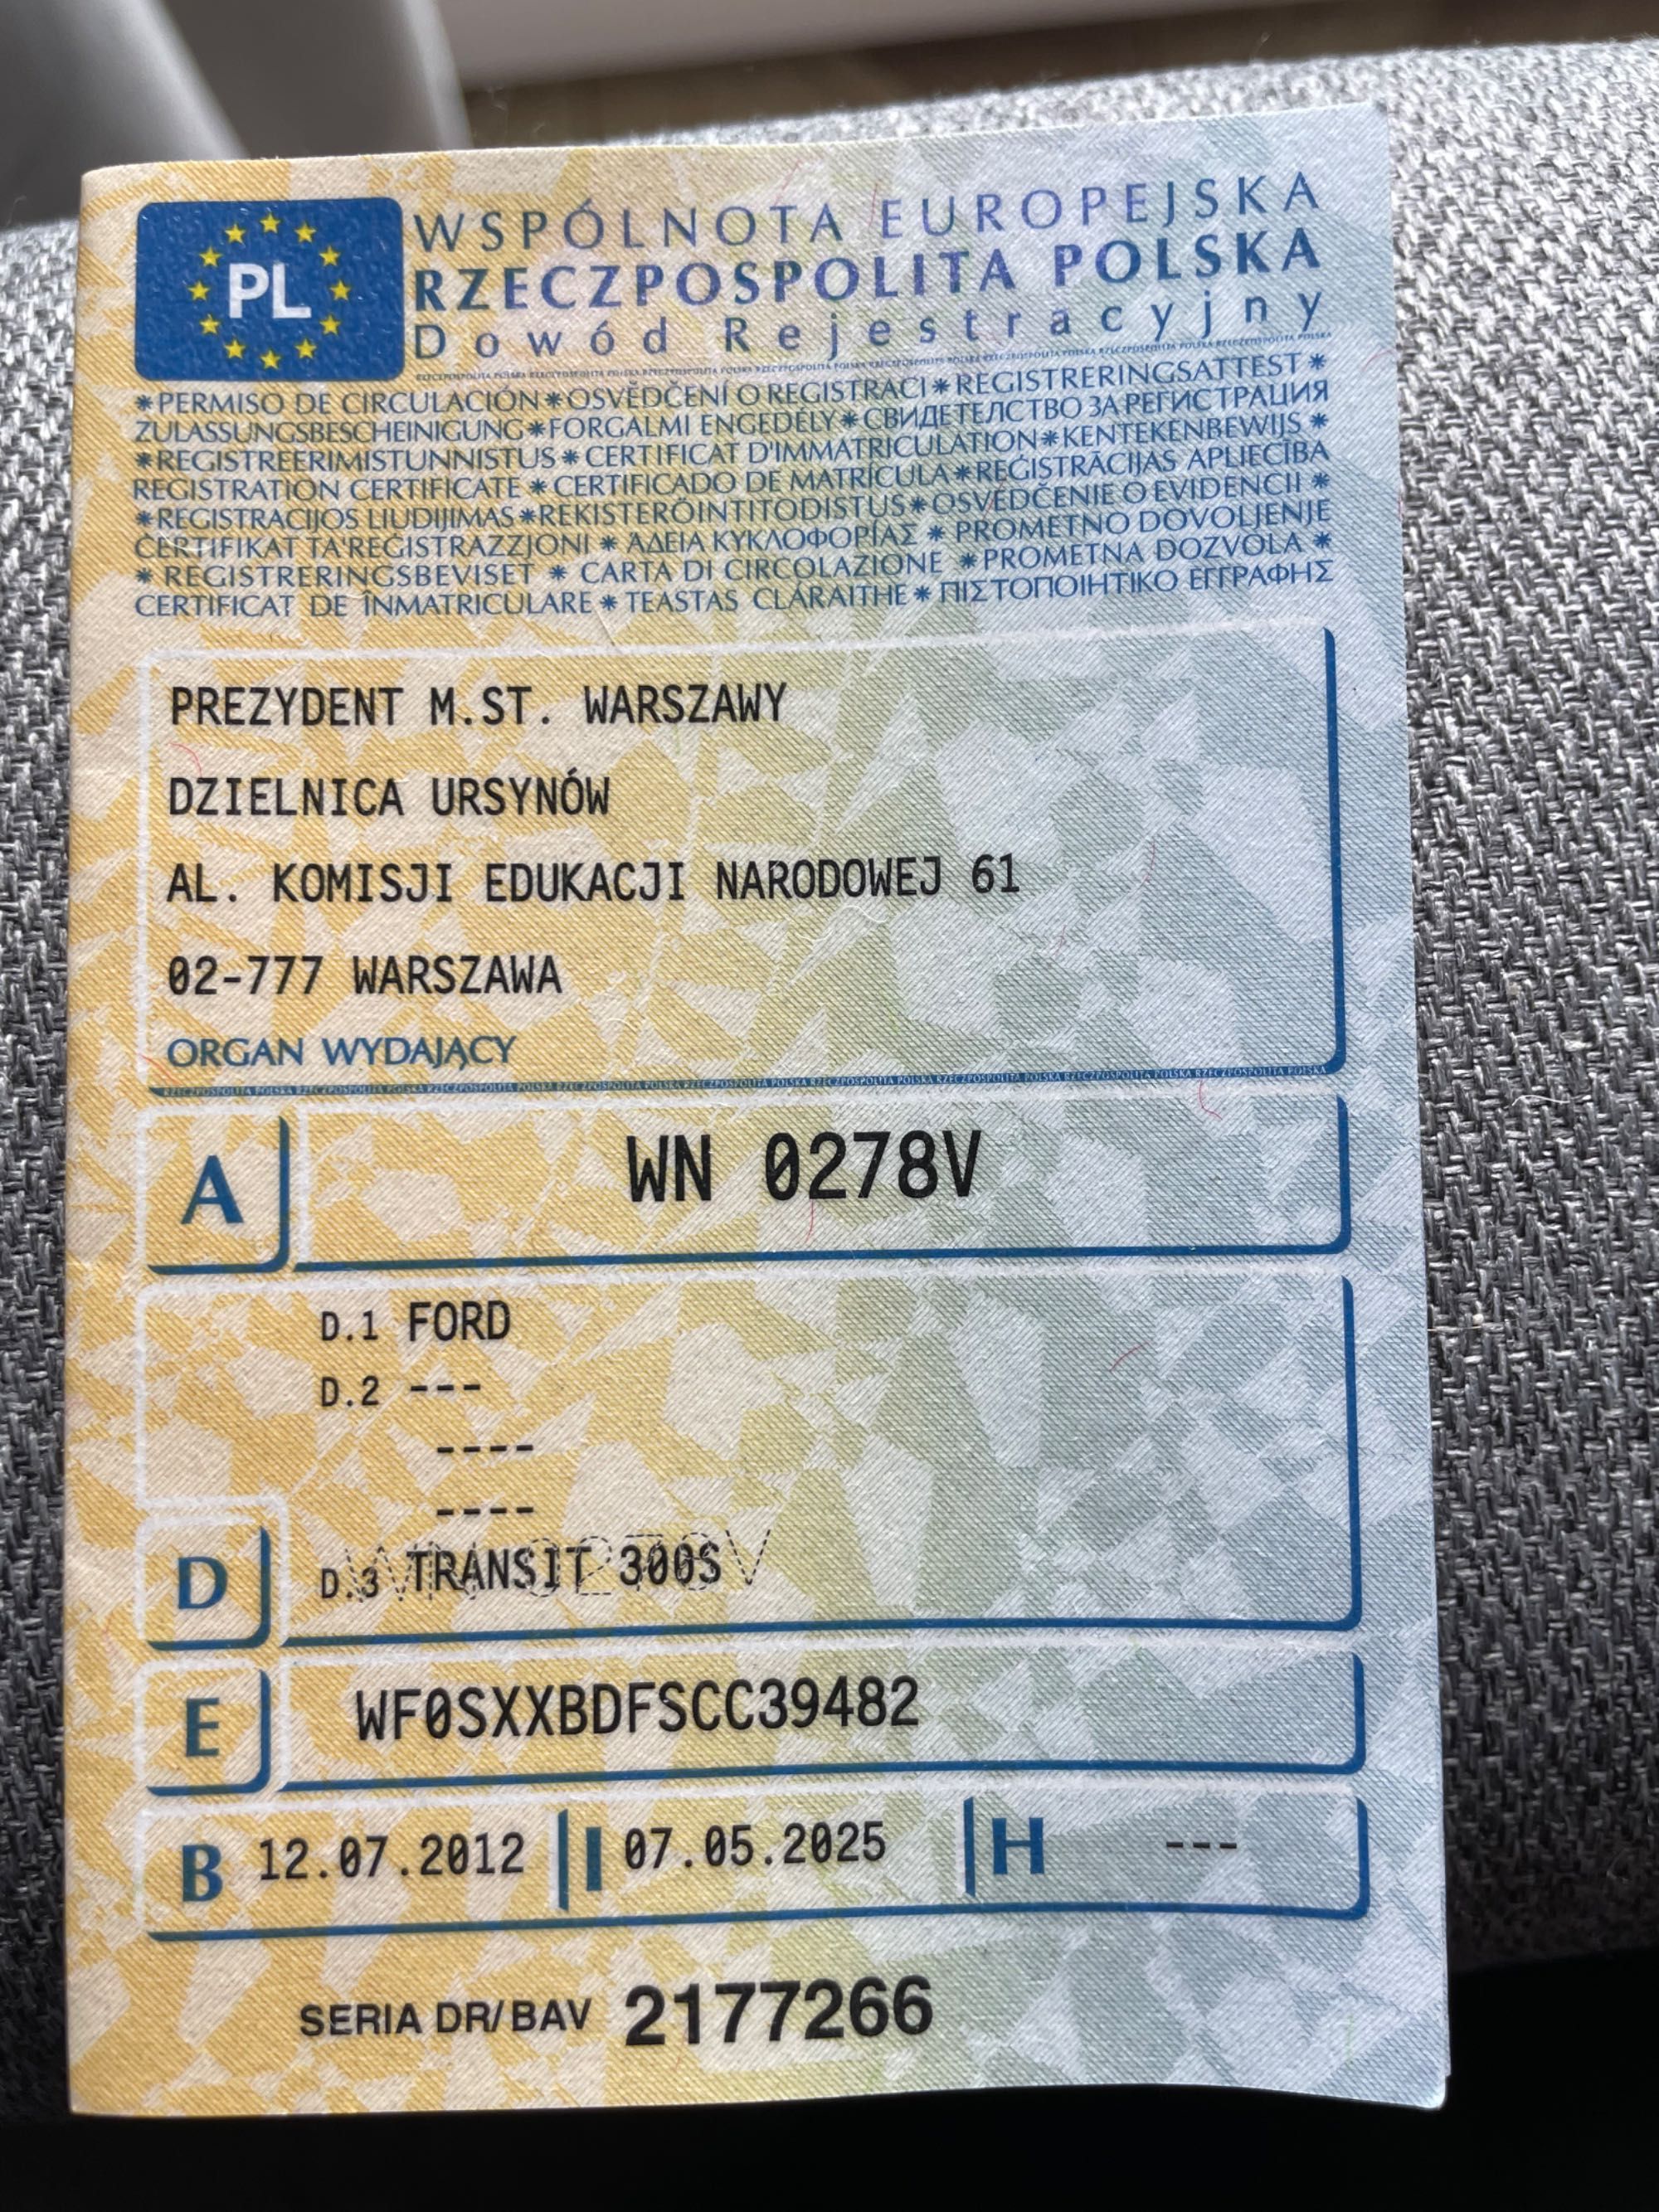 PL
WSPÓLNOTA EUROPEJSKA
RZECZPOSPOLITA POLSKA
Dowód Rejestracyjny
*PERMISO DE CIRCULACIÓN*OSVĚDČENÍ O REGISTRACI*REGISTRERINGSATTEST*
ZULASSUNGSBESCHEINIGUNG*FORGALMI ENGEDÉLY*СВИДЕТЕЛСТВО ЗА РЕГИСТРАЦИЯ
*REGISTREERIMISTUNNISTUS*CERTIFICAT D'IMMATRICULATION*KENTEKENBEWIJS*
REGISTRATION CERTIFICATE*CERTIFICADO DE MATRÍCULA*REĢISTRĀCIJAS APLIECĪBA
*REGISTRACIJOS LIUDIJIMAS*REKISTERÖINTITODISTUS*OSVEDČENIE O EVIDENCII*
ĊERTIFIKAT TA'REĠISTRAZZJONI*ΑΔΕΙΑ ΚΥΚΛΟΦΟΡΊΑΣ*PROMETNO DOVOLJENJE
*REGISTRERINGSBEVISET*CARTA DI CIRCOLAZIONE*PROMETNA DOZVOLA*
CERTIFICAT DE ÎNMATRICULARE*TEASTAS CLÁRAITHE*ΠΙΣΤΟΠΟΙΗΤΙΚΟ ΕΓΓΡΑΦΗΣ
PREZYDENT M.ST. WARSZAWY
DZIELNICA URSYNÓW
AL. KOMISJI EDUKACJI NARODOWEJ 61
02-777 WARSZAWA
ORGAN WYDAJĄCY
A WN 0278V
D.1 FORD
D.2 ---
----
----
D D.3 TRANSIT 300S
WN 0278V
E WF0SXXBDFSCC39482
B 12.07.2012 I 07.05.2025 H ---
SERIA DR/BAV 2177266